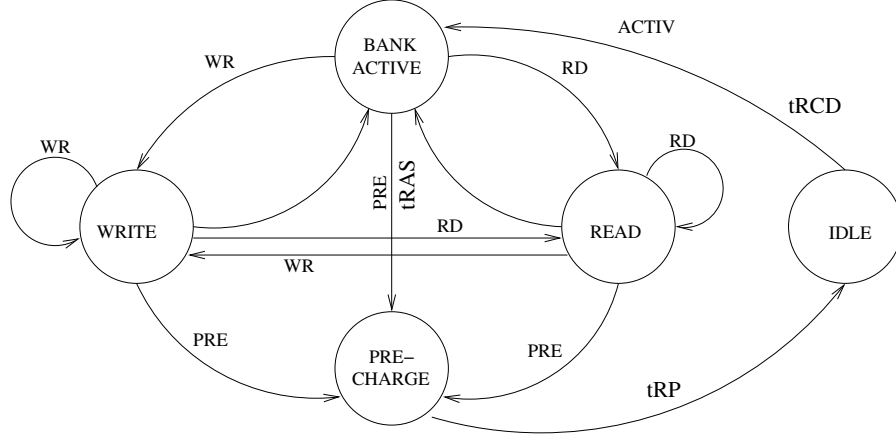 ACTIV
BANK
ACTIVE
WR
RD
tRCD
WR
RD
PRE
tRAS
WRITE
RD
READ
IDLE
WR
PRE
PRE
PRE−
CHARGE
tRP